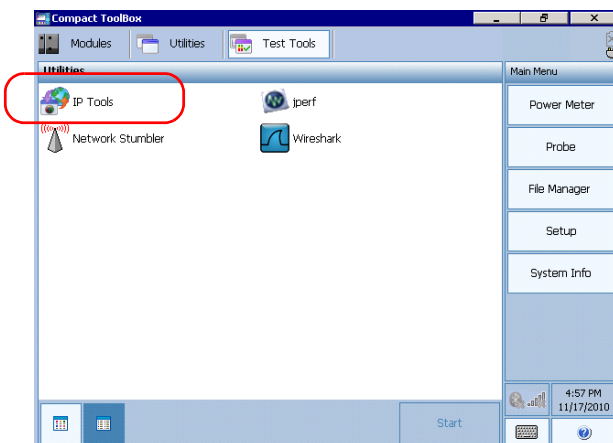 Compact ToolBox
Modules
Utilities
Test Tools
Utilities
IP Tools
jperf
Network Stumbler
Wireshark
Start
Main Menu
Power Meter
Probe
File Manager
Setup
System Info
4:57 PM
11/17/2010